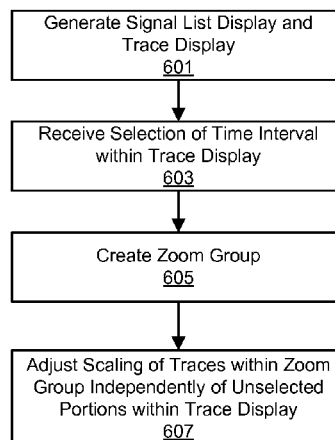 Generate Signal List Display and
Trace Display
601
Receive Selection of Time Interval
within Trace Display
603
Create Zoom Group
605
Adjust Scaling of Traces within Zoom
Group Independently of Unselected
Portions within Trace Display
607